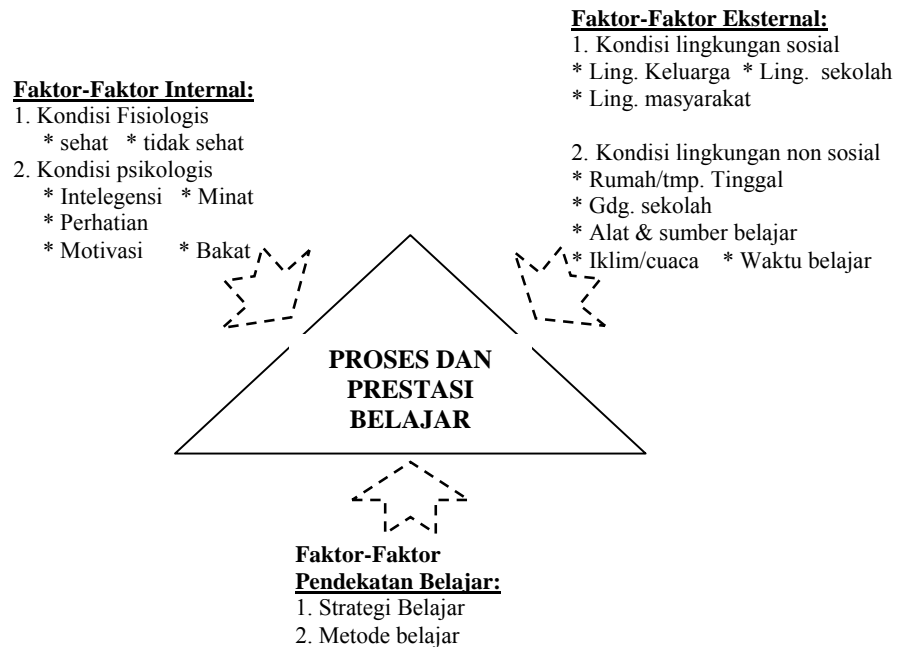 Faktor-Faktor Internal:
1. Kondisi Fisiologis
* sehat * tidak sehat
2. Kondisi psikologis
* Intelegensi * Minat
* Perhatian
* Motivasi * Bakat
Faktor-Faktor Eksternal:
1. Kondisi lingkungan sosial
* Ling. Keluarga * Ling. sekolah
* Ling. masyarakat
2. Kondisi lingkungan non sosial
* Rumah/tmp. Tinggal
* Gdg. sekolah
* Alat & sumber belajar
* Iklim/cuaca * Waktu belajar
PROSES DAN
PRESTASI
BELAJAR
Faktor-Faktor
Pendekatan Belajar:
1. Strategi Belajar
2. Metode belajar